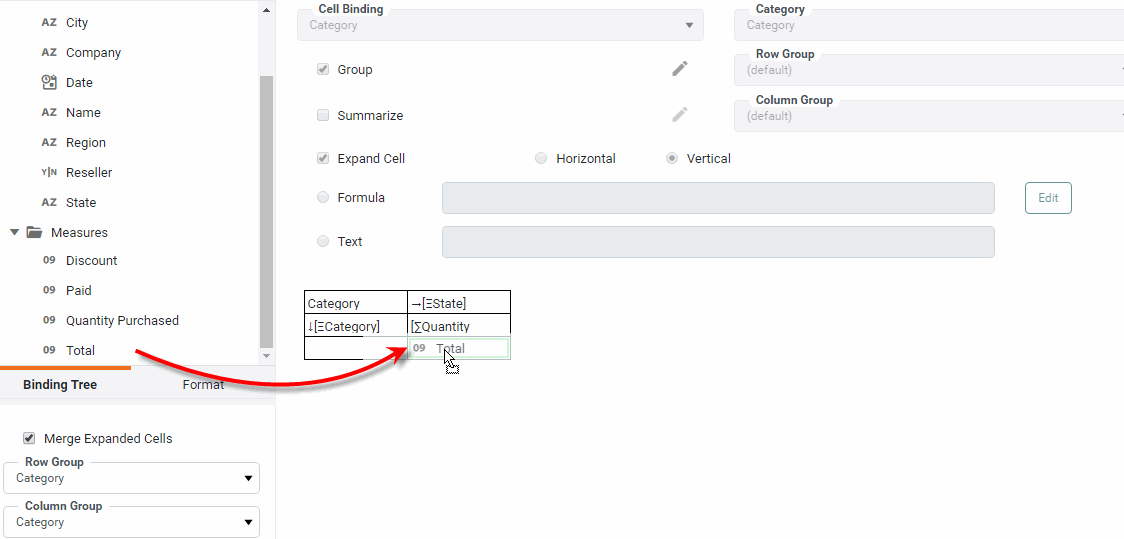 AZ City
AZ Company
Date
AZ Name
AZ Region
Y|N Reseller
AZ State
Measures
09 Discount
09 Paid
09 Quantity Purchased
09 Total
Binding Tree Format
Merge Expanded Cells
Row Group
Category
Column Group
Category
Cell Binding
Category
Category
Category
Group
Row Group
(default)
Summarize
Column Group
(default)
Expand Cell Horizontal Vertical
Formula Edit
Text
Category →[ΞState]
↓[ΞCategory] [∑Quantity
09 Total